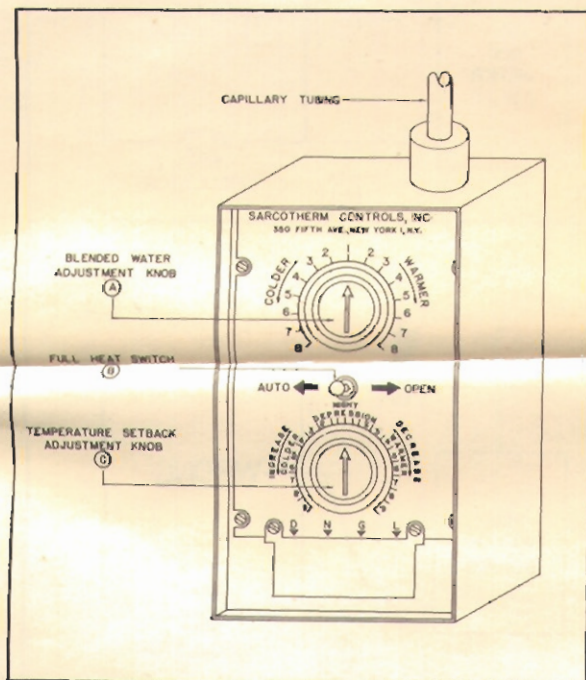 CAPILLARY TUBING
SARCOTHERM CONTROLS, INC
350 FIFTH AVE., NEW YORK 1, N.Y.
BLENDED WATER
ADJUSTMENT KNOB
A
COLDER
WARMER
8 7 6 5 4 3 2 1 2 3 4 5 6 7 8
FULL HEAT SWITCH
B
AUTO
OPEN
NIGHT
DEPRESSION
TEMPERATURE SETBACK
ADJUSTMENT KNOB
C
INCREASE
COLDER
WARMER
DECREASE
D N G L